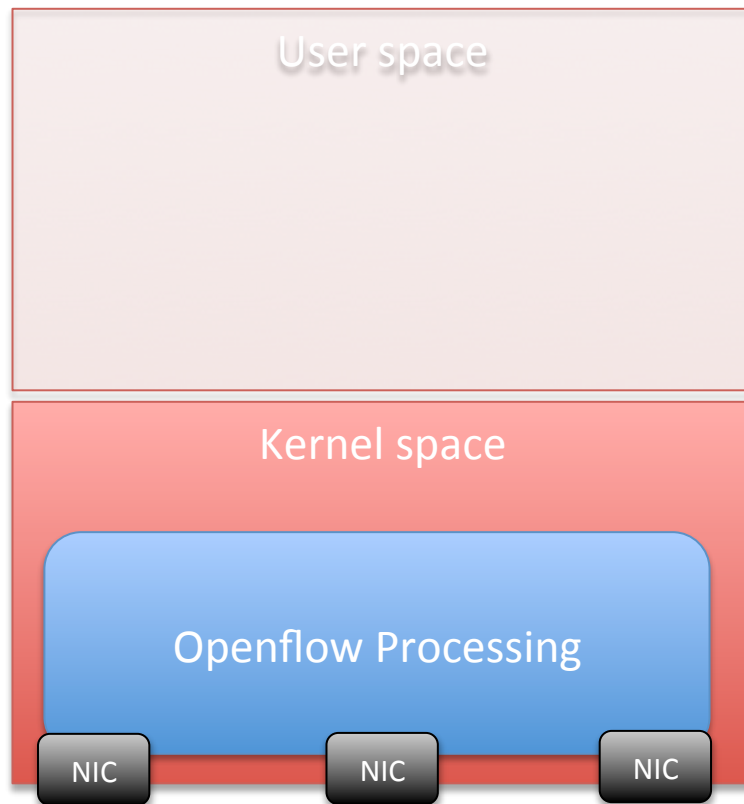 User space
Kernel space
Openflow Processing
NIC
NIC
NIC